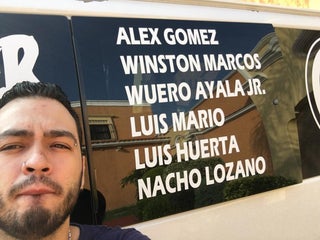 ALEX GOMEZ
WINSTON MARCOS
WUERO AYALA JR.
LUIS MARIO
LUIS HUERTA
NACHO LOZANO